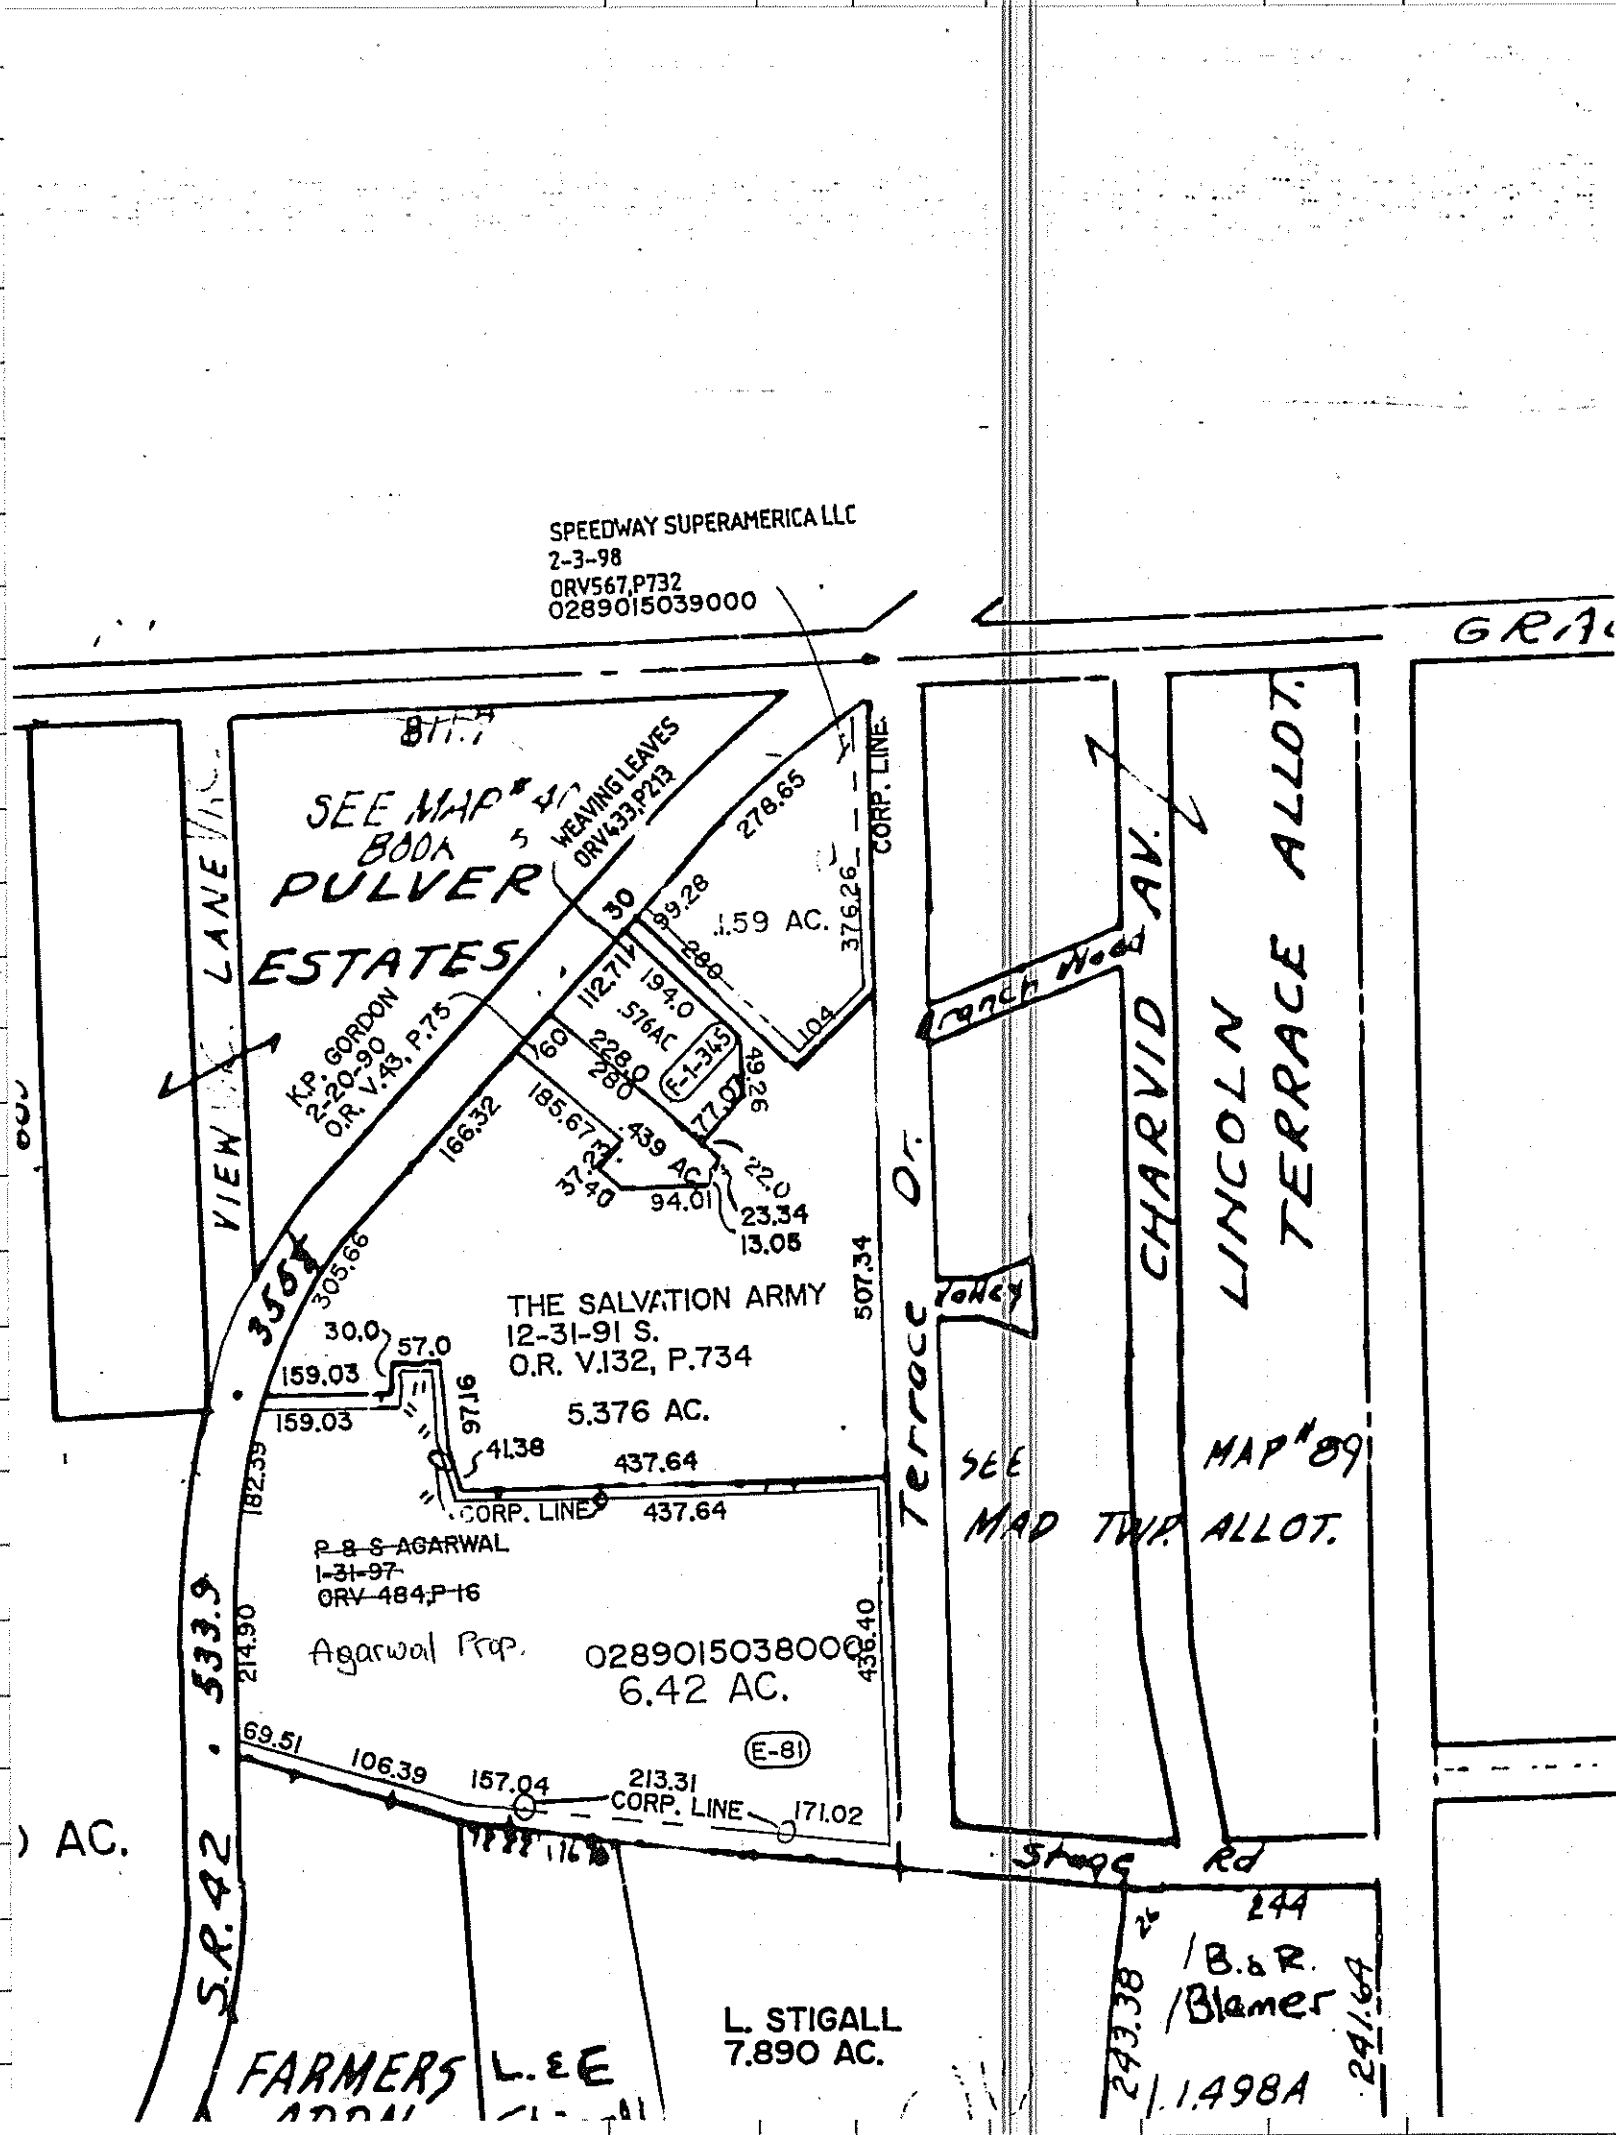 SPEEDWAY SUPERAMERICA LLC
2-3-98
ORV567,P732
0289015039000
SEE MAP #
BOOK 5
PULVER
ESTATES
WEAVING LEAVES
ORV433,P213
VIEW LANE
K.P. GORDON
2-20-90
O.R. V.43, P.75
278.65
CORP. LINE
376.26
30
99.28
1.59 AC.
280
104
112.71
194.0
.576AC
F-1-345
228.0
280
60
49.26
77.07
185.67
166.32
.439 AC.
37.23
37.40
94.01
22.0
23.34
13.05
305.66
507.34
THE SALVATION ARMY
12-31-91 S.
O.R. V.132, P.734
5.376 AC.
30.0
57.0
159.03
159.03
97.16
41.38
437.64
CORP. LINE
437.64
182.39
P & S AGARWAL
1-31-97
ORV 484,P 16
Agarwal Prop.
0289015038000
6.42 AC.
E-81
436.40
533.9
214.90
69.51
106.39
157.04
213.31
CORP. LINE
171.02
) AC.
S.R. 42
Terrace Dr.
CHARVID AV.
LINCOLN
TERRACE ALLOT.
SEE MAP #89
MAD TWP. ALLOT.
Stagg Rd
244
26
B. & R.
Blamer
243.38
241.64
1.498A
L. STIGALL
7.890 AC.
FARMERS
L. & E